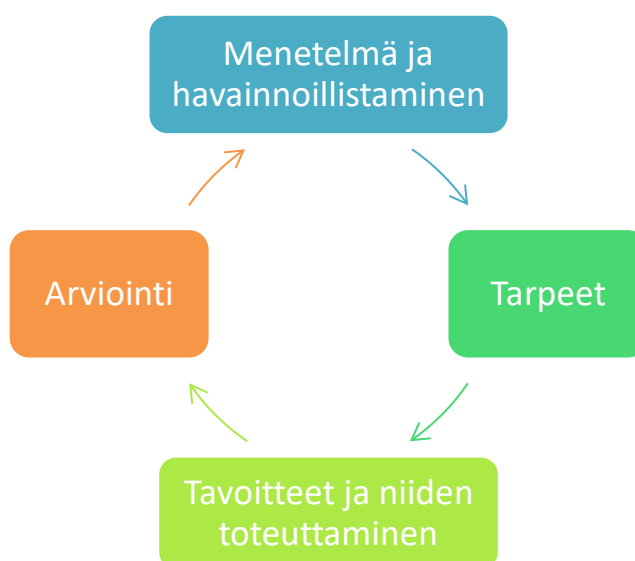 Menetelmä ja
havainnoillistaminen
Arviointi
Tarpeet
Tavoitteet ja niiden
toteuttaminen